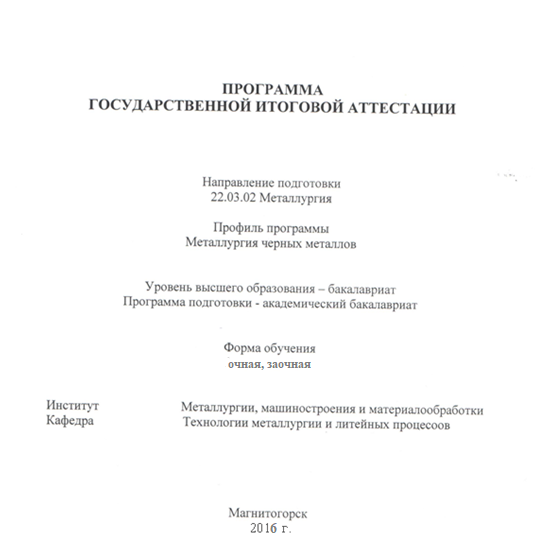 ПРОГРАММА
ГОСУДАРСТВЕННОЙ ИТОГОВОЙ АТТЕСТАЦИИ
Направление подготовки
22.03.02 Металлургия
Профиль программы
Металлургия черных металлов
Уровень высшего образования – бакалавриат
Программа подготовки - академический бакалавриат
Форма обучения
очная, заочная
Институт Металлургии, машиностроения и материалообработки
Кафедра Технологии металлургии и литейных процесоов
Магнитогорск
2016 г.